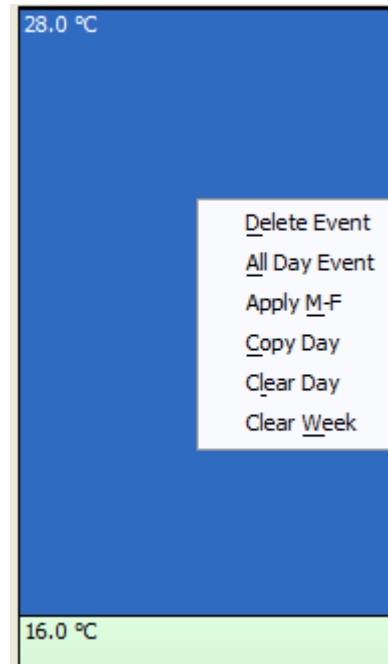 28.0 °C
Delete Event
All Day Event
Apply M-F
Copy Day
Clear Day
Clear Week
16.0 °C